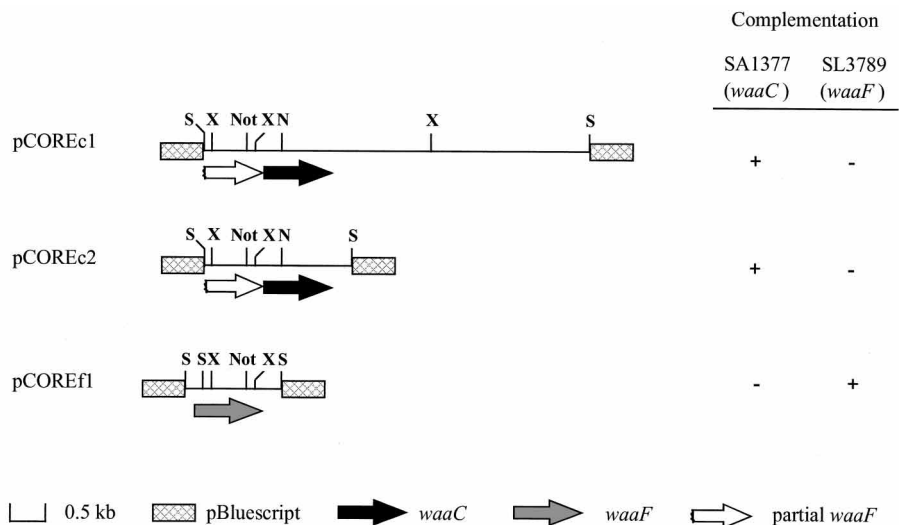 Complementation
SA1377 SL3789
(waaC) (waaF)
S X Not X N X S
pCOREc1
+ -
S X Not X N S
pCOREc2
+ -
S S X Not X S
pCOREf1
- +
0.5 kb pBluescript waaC waaF partial waaF